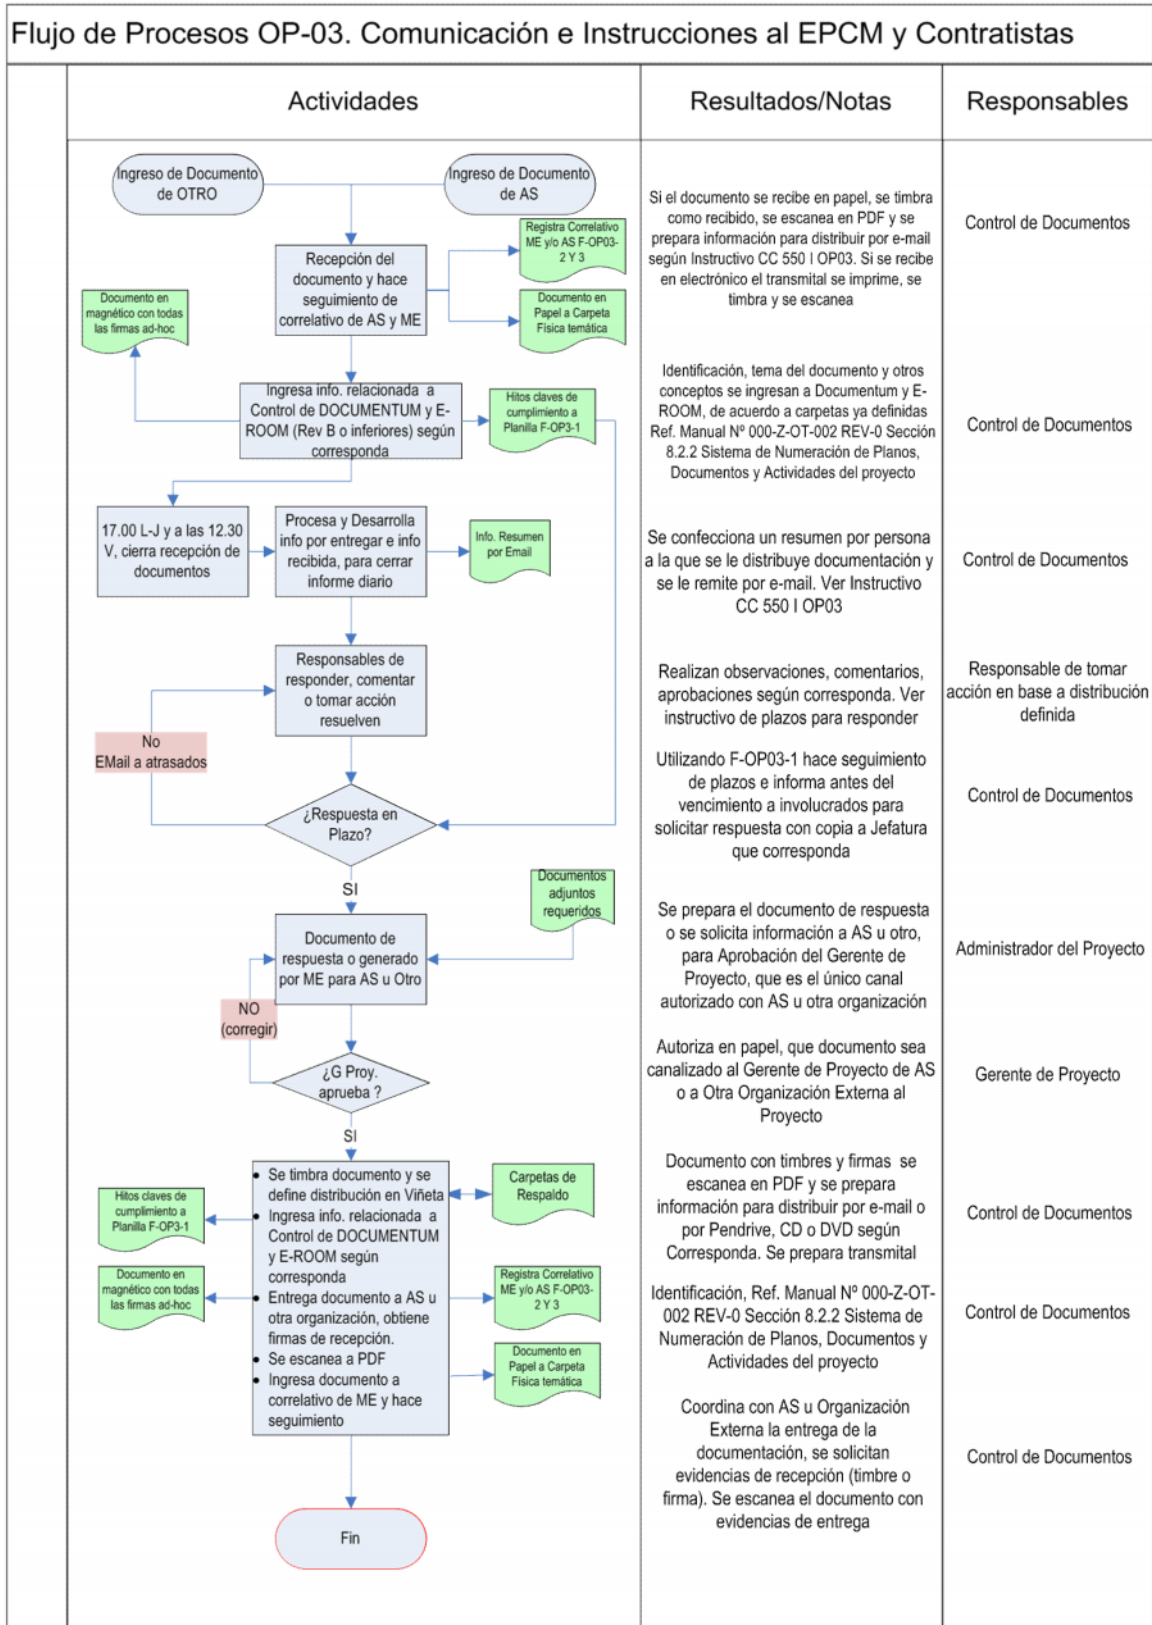 Flujo de Procesos OP-03. Comunicación e Instrucciones al EPCM y Contratistas
Actividades
Resultados/Notas
Responsables
Ingreso de Documento
de OTRO
Ingreso de Documento
de AS
Si el documento se recibe en papel, se timbra
como recibido, se escanea en PDF y se
prepara información para distribuir por e-mail
según Instructivo CC 550 I OP03. Si se recibe
en electrónico el transmital se imprime, se
timbra y se escanea
Control de Documentos
Registra Correlativo
ME y/o AS F-OP03-
2 Y 3
Recepción del
documento y hace
seguimiento de
correlativo de AS y ME
Documento en
Papel a Carpeta
Física temática
Documento en
magnético con todas
las firmas ad-hoc
Ingresa info. relacionada a
Control de DOCUMENTUM y E-
ROOM (Rev B o inferiores) según
corresponda
Hitos claves de
cumplimiento a
Planilla F-OP3-1
Identificación, tema del documento y otros
conceptos se ingresan a Documentum y E-
ROOM, de acuerdo a carpetas ya definidas
Ref. Manual Nº 000-Z-OT-002 REV-0 Sección
8.2.2 Sistema de Numeración de Planos,
Documentos y Actividades del proyecto
Control de Documentos
17.00 L-J y a las 12.30
V, cierra recepción de
documentos
Procesa y Desarrolla
info por entregar e info
recibida, para cerrar
informe diario
Info. Resumen
por Email
Se confecciona un resumen por persona
a la que se le distribuye documentación y
se le remite por e-mail. Ver Instructivo
CC 550 I OP03
Control de Documentos
Responsables de
responder, comentar
o tomar acción
resuelven
Realizan observaciones, comentarios,
aprobaciones según corresponda. Ver
instructivo de plazos para responder
Responsable de tomar
acción en base a distribución
definida
No
EMail a atrasados
¿Respuesta en
Plazo?
Utilizando F-OP03-1 hace seguimiento
de plazos e informa antes del
vencimiento a involucrados para
solicitar respuesta con copia a Jefatura
que corresponda
Control de Documentos
SI
Documentos
adjuntos
requeridos
Documento de
respuesta o generado
por ME para AS u Otro
Se prepara el documento de respuesta
o se solicita información a AS u otro,
para Aprobación del Gerente de
Proyecto, que es el único canal
autorizado con AS u otra organización
Administrador del Proyecto
NO
(corregir)
¿G Proy.
aprueba ?
Autoriza en papel, que documento sea
canalizado al Gerente de Proyecto de AS
o a Otra Organización Externa al
Proyecto
Gerente de Proyecto
SI
• Se timbra documento y se
define distribución en Viñeta
• Ingresa info. relacionada a
Control de DOCUMENTUM
y E-ROOM según
corresponda
• Entrega documento a AS u
otra organización, obtiene
firmas de recepción.
• Se escanea a PDF
• Ingresa documento a
correlativo de ME y hace
seguimiento
Carpetas de
Respaldo
Hitos claves de
cumplimiento a
Planilla F-OP3-1
Documento en
magnético con todas
las firmas ad-hoc
Registra Correlativo
ME y/o AS F-OP03-
2 Y 3
Documento en
Papel a Carpeta
Física temática
Documento con timbres y firmas se
escanea en PDF y se prepara
información para distribuir por e-mail o
por Pendrive, CD o DVD según
Corresponda. Se prepara transmital
Control de Documentos
Identificación, Ref. Manual Nº 000-Z-OT-
002 REV-0 Sección 8.2.2 Sistema de
Numeración de Planos, Documentos y
Actividades del proyecto
Control de Documentos
Coordina con AS u Organización
Externa la entrega de la
documentación, se solicitan
evidencias de recepción (timbre o
firma). Se escanea el documento con
evidencias de entrega
Control de Documentos
Fin